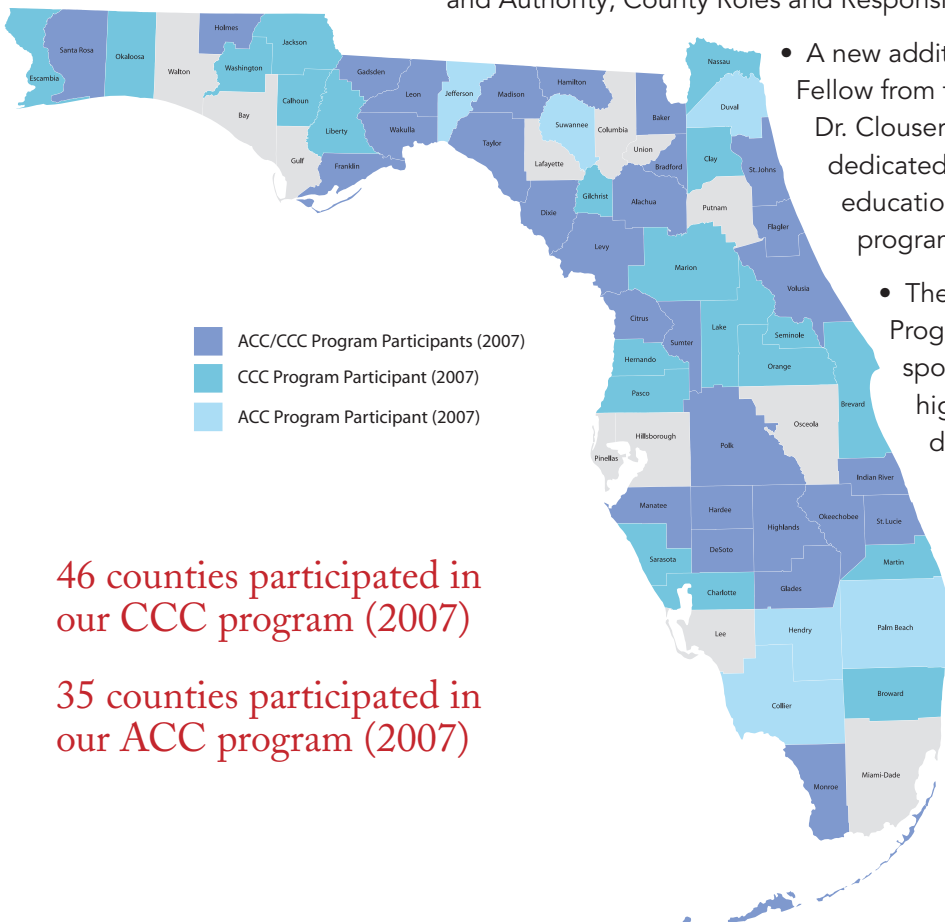 and Authority, County Roles and Responsi
• A new addit
Fellow from t
Dr. Clouser
dedicated
education
program
• The
Progr
spo
hig
d
Holmes
Jackson
Santa Rosa
Okaloosa
Walton
Washington
Escambia
Bay
Calhoun
Liberty
Gulf
Franklin
Gadsden
Leon
Jefferson
Madison
Hamilton
Wakulla
Taylor
Suwannee
Columbia
Baker
Nassau
Duval
Lafayette
Union
Bradford
Clay
St. Johns
Gilchrist
Alachua
Putnam
Dixie
Flagler
Levy
Marion
Volusia
Citrus
Sumter
Lake
Seminole
Hernando
Orange
Pasco
Brevard
Osceola
Hillsborough
Pinellas
Polk
Indian River
Manatee
Hardee
Highlands
Okeechobee
St. Lucie
DeSoto
Sarasota
Martin
Charlotte
Glades
Lee
Hendry
Palm Beach
Collier
Broward
Monroe
Miami-Dade
ACC/CCC Program Participants (2007)
CCC Program Participant (2007)
ACC Program Participant (2007)
46 counties participated in
our CCC program (2007)
35 counties participated in
our ACC program (2007)